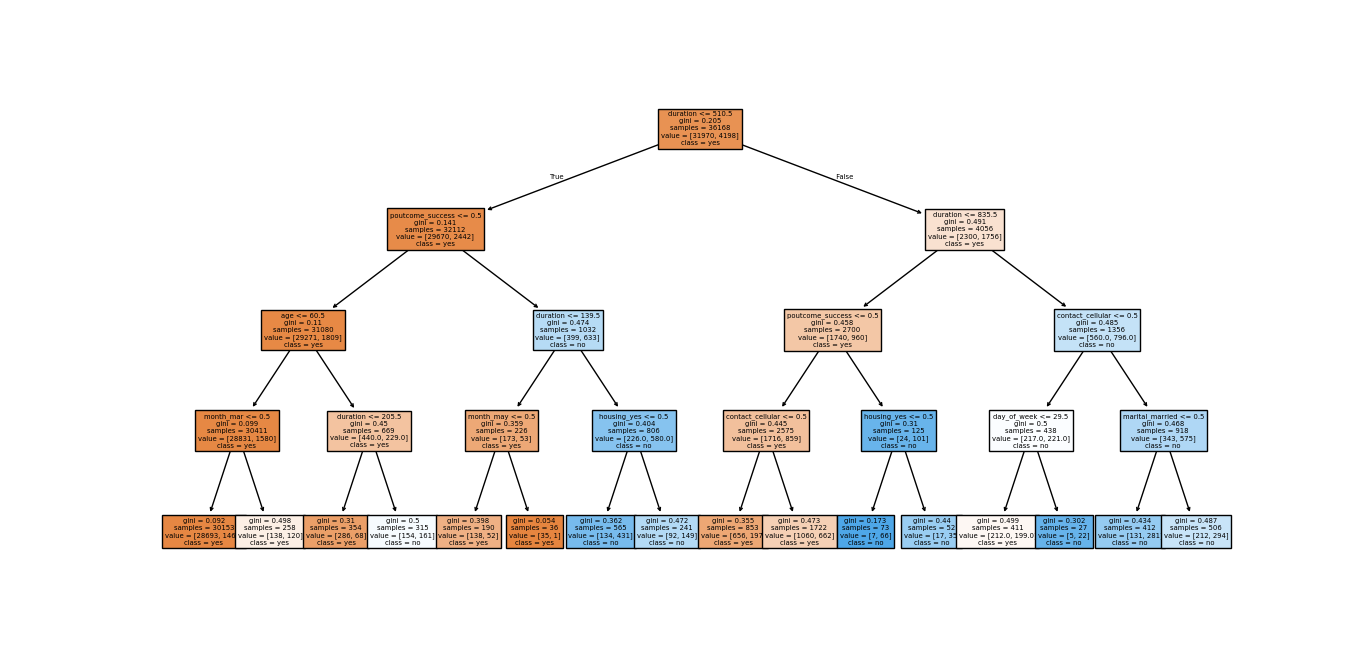 duration <= 510.5
gini = 0.205
samples = 36168
value = [31970, 4198]
class = yes
True
False
poutcome_success <= 0.5
gini = 0.141
samples = 32112
value = [29670, 2442]
class = yes
duration <= 835.5
gini = 0.491
samples = 4056
value = [2300, 1756]
class = yes
age <= 60.5
gini = 0.11
samples = 31080
value = [29271, 1809]
class = yes
duration <= 139.5
gini = 0.474
samples = 1032
value = [399, 633]
class = no
poutcome_success <= 0.5
gini = 0.458
samples = 2700
value = [1740, 960]
class = yes
contact_cellular <= 0.5
gini = 0.485
samples = 1356
value = [560.0, 796.0]
class = no
month_mar <= 0.5
gini = 0.099
samples = 30411
value = [28831, 1580]
class = yes
duration <= 205.5
gini = 0.45
samples = 669
value = [440.0, 229.0]
class = yes
month_may <= 0.5
gini = 0.359
samples = 226
value = [173, 53]
class = yes
housing_yes <= 0.5
gini = 0.404
samples = 806
value = [226.0, 580.0]
class = no
contact_cellular <= 0.5
gini = 0.445
samples = 2575
value = [1716, 859]
class = yes
housing_yes <= 0.5
gini = 0.31
samples = 125
value = [24, 101]
class = no
day_of_week <= 29.5
gini = 0.5
samples = 438
value = [217.0, 221.0]
class = no
marital_married <= 0.5
gini = 0.468
samples = 918
value = [343, 575]
class = no
gini = 0.092
samples = 30153
value = [28693, 146
class = yes
gini = 0.498
samples = 258
value = [138, 120]
class = yes
gini = 0.31
samples = 354
value = [286, 68]
class = yes
gini = 0.5
samples = 315
value = [154, 161]
class = no
gini = 0.398
samples = 190
value = [138, 52]
class = yes
gini = 0.054
samples = 36
value = [35, 1]
class = yes
gini = 0.362
samples = 565
value = [134, 431]
class = no
gini = 0.472
samples = 241
value = [92, 149]
class = no
gini = 0.355
samples = 853
value = [656, 197
class = yes
gini = 0.473
samples = 1722
value = [1060, 662]
class = yes
gini = 0.173
samples = 73
value = [7, 66]
class = no
gini = 0.44
samples = 52
value = [17, 35
class = no
gini = 0.499
samples = 411
value = [212.0, 199.0
class = yes
gini = 0.302
samples = 27
value = [5, 22]
class = no
gini = 0.434
samples = 412
value = [131, 281
class = no
gini = 0.487
samples = 506
value = [212, 294]
class = no